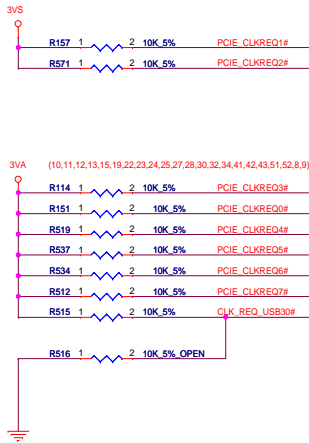 3VS
R157 1 2 10K_5% PCIE_CLKREQ1#
R571 1 2 10K_5% PCIE_CLKREQ2#
3VA (10,11,12,13,15,19,22,23,24,25,27,28,30,32,34,41,42,43,51,52,8,9)
R114 1 2 10K_5% PCIE_CLKREQ3#
R151 1 2 10K_5% PCIE_CLKREQ0#
R519 1 2 10K_5% PCIE_CLKREQ4#
R537 1 2 10K_5% PCIE_CLKREQ5#
R534 1 2 10K_5% PCIE_CLKREQ6#
R512 1 2 10K_5% PCIE_CLKREQ7#
R515 1 2 10K_5% CLK_REQ_USB30#
R516 1 2 10K_5%_OPEN